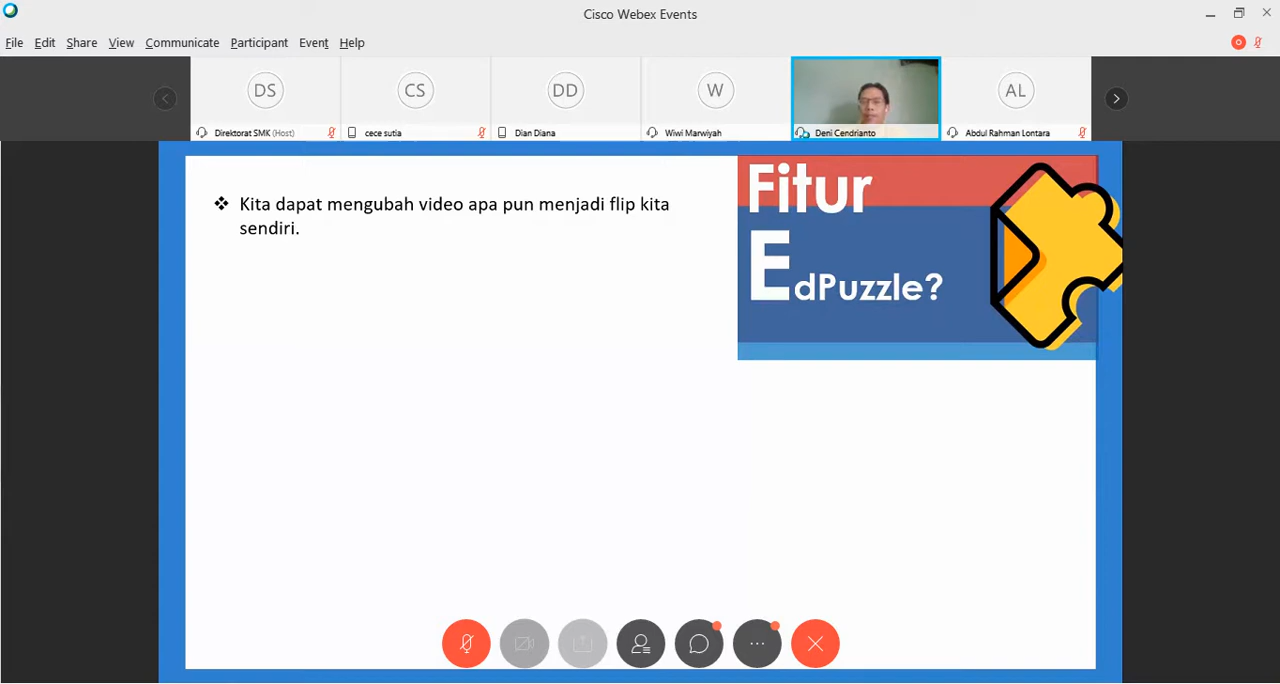 Cisco Webex Events
File Edit Share View Communicate Participant Event Help
DS CS DD W AL
Direktorat SMK (Host) cece sutia Dian Diana Wiwi Marwiyah Deni Cendrianto Abdul Rahman Lontara
❖ Kita dapat mengubah video apa pun menjadi flip kita
sendiri.
Fitur
EdPuzzle?